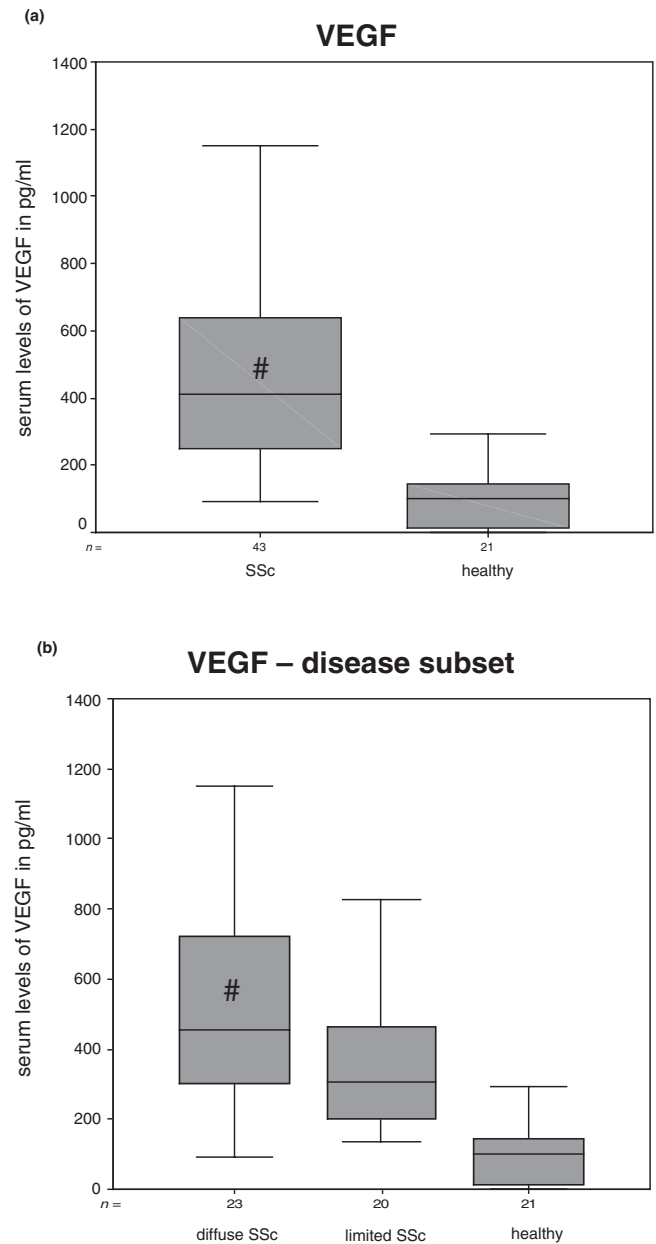 (a)
VEGF
serum levels of VEGF in pg/ml
1400
1200
1000
800
600
400
200
0
#
n = 43 21
SSc healthy
(b)
VEGF – disease subset
serum levels of VEGF in pg/ml
1400
1200
1000
800
600
400
200
0
#
n = 23 20 21
diffuse SSc limited SSc healthy